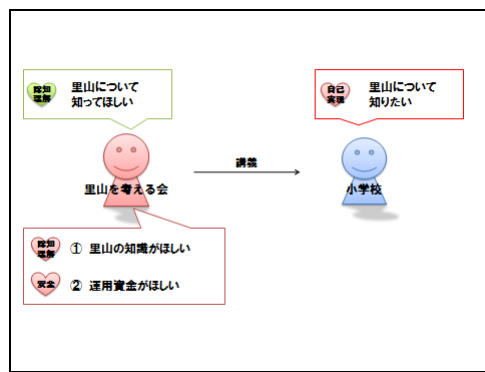 認知
理解
里山について
知ってほしい
自己
実現
里山について
知りたい
講義
里山を考える会
小学校
認知
理解
① 里山の知識がほしい
安全
② 運用資金がほしい